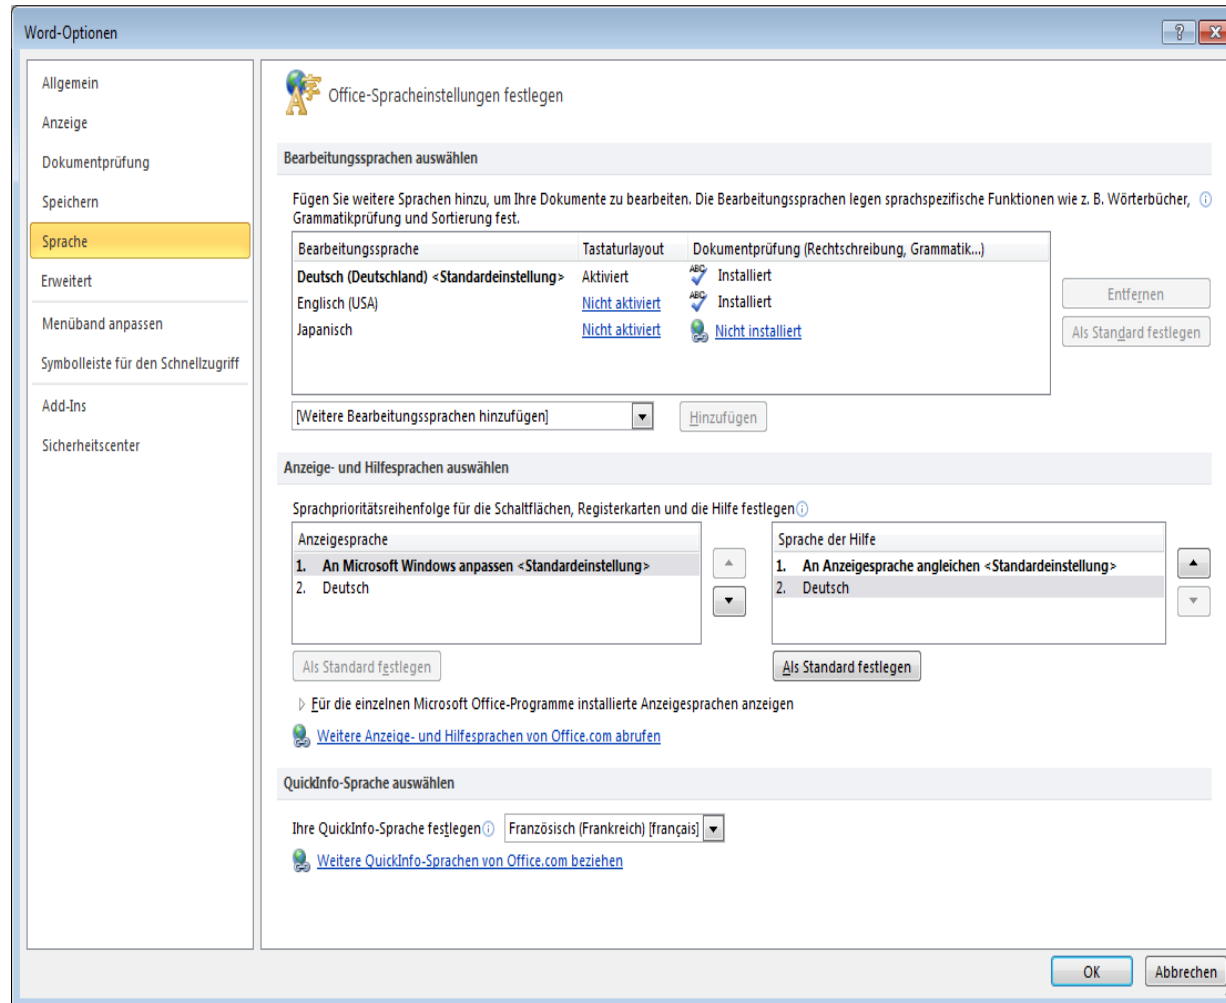 Word-Optionen
Allgemein
Anzeige
Dokumentprüfung
Speichern
Sprache
Erweitert
Menüband anpassen
Symbolleiste für den Schnellzugriff
Add-Ins
Sicherheitscenter
Office-Spracheinstellungen festlegen
Bearbeitungssprachen auswählen
Fügen Sie weitere Sprachen hinzu, um Ihre Dokumente zu bearbeiten. Die Bearbeitungssprachen legen sprachspezifische Funktionen wie z. B. Wörterbücher,
Grammatikprüfung und Sortierung fest.
Bearbeitungssprache Tastaturlayout Dokumentprüfung (Rechtschreibung, Grammatik...)
Deutsch (Deutschland) <Standardeinstellung> Aktiviert ABC Installiert
Englisch (USA) Nicht aktiviert ABC Installiert
Japanisch Nicht aktiviert Nicht installiert
Entfernen
Als Standard festlegen
[Weitere Bearbeitungssprachen hinzufügen] Hinzufügen
Anzeige- und Hilfesprachen auswählen
Sprachprioritätsreihenfolge für die Schaltflächen, Registerkarten und die Hilfe festlegen
Anzeigesprache
1. An Microsoft Windows anpassen <Standardeinstellung>
2. Deutsch
Als Standard festlegen
Sprache der Hilfe
1. An Anzeigesprache angleichen <Standardeinstellung>
2. Deutsch
Als Standard festlegen
Für die einzelnen Microsoft Office-Programme installierte Anzeigesprachen anzeigen
Weitere Anzeige- und Hilfesprachen von Office.com abrufen
QuickInfo-Sprache auswählen
Ihre QuickInfo-Sprache festlegen Französisch (Frankreich) [français]
Weitere QuickInfo-Sprachen von Office.com beziehen
OK Abbrechen